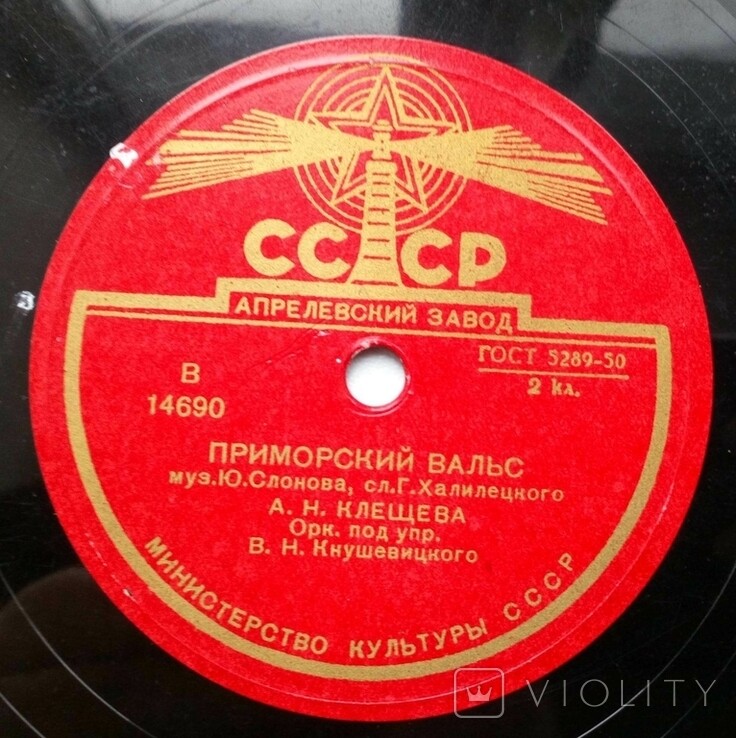 СССР
АПРЕЛЕВСКИЙ ЗАВОД
ГОСТ 5289-50
2 кл.
В
14690
ПРИМОРСКИЙ ВАЛЬС
муз.Ю.Слонова, сл.Г.Халилецкого
А. Н. КЛЕЩЕВА
Орк. под упр.
В. Н. Кнушевицкого
МИНИСТЕРСТВО КУЛЬТУРЫ СССР
VIOLITY